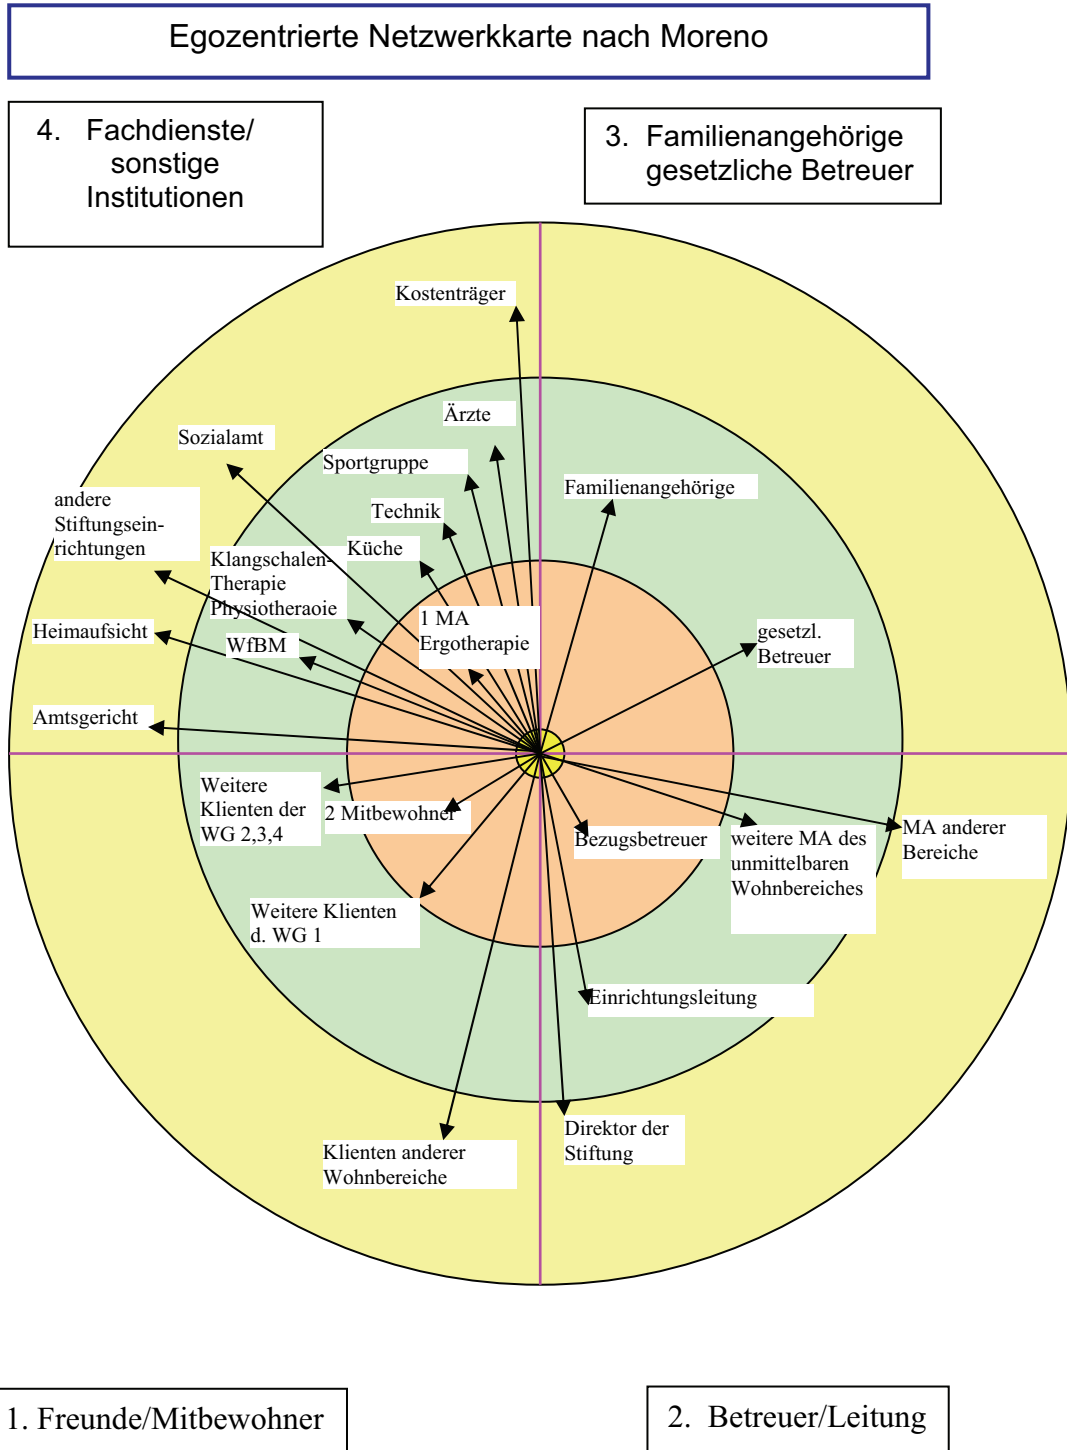 Egozentrierte Netzwerkkarte nach Moreno
4. Fachdienste/
sonstige
Institutionen
3. Familienangehörige
gesetzliche Betreuer
Kostenträger
Ärzte
Sozialamt
Sportgruppe
Familienangehörige
andere
Stiftungsein-
richtungen
Technik
Küche
Klangschalen-
Therapie
Physiotheraoie
1 MA
Ergotherapie
Heimaufsicht
WfBM
gesetzl.
Betreuer
Amtsgericht
Weitere
Klienten der
WG 2,3,4
2 Mitbewohner
Bezugsbetreuer
weitere MA des
unmittelbaren
Wohnbereiches
MA anderer
Bereiche
Weitere Klienten
d. WG 1
Einrichtungsleitung
Klienten anderer
Wohnbereiche
Direktor der
Stiftung
1. Freunde/Mitbewohner
2. Betreuer/Leitung